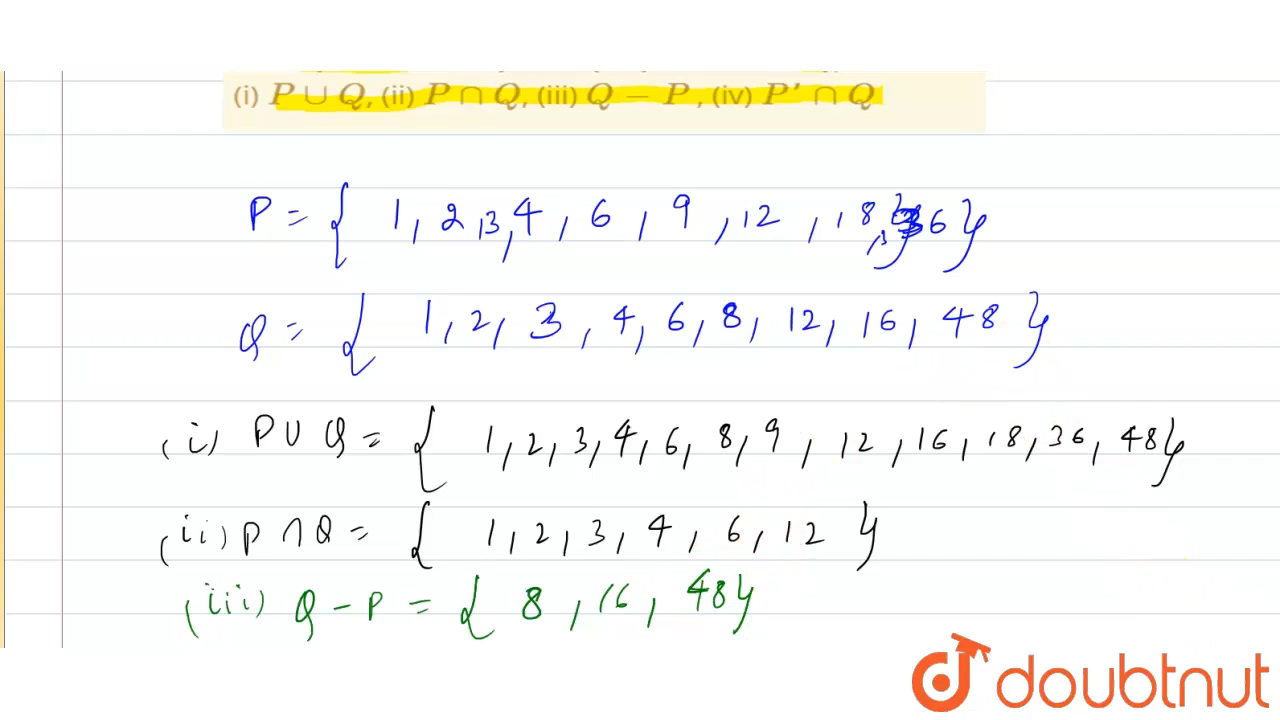 (i) P ∪ Q, (ii) P ∩ Q, (iii) Q − P , (iv) P′ ∩ Q
P = { 1, 2, 3, 4, 6, 9, 12, 18, 36 }
Q = { 1, 2, 3, 4, 6, 8, 12, 16, 48 }
(i) P ∪ Q = { 1, 2, 3, 4, 6, 8, 9, 12, 16, 18, 36, 48 }
(ii) P ∩ Q = { 1, 2, 3, 4, 6, 12 }
(iii) Q − P = { 8, 16, 48 }
doubtnut